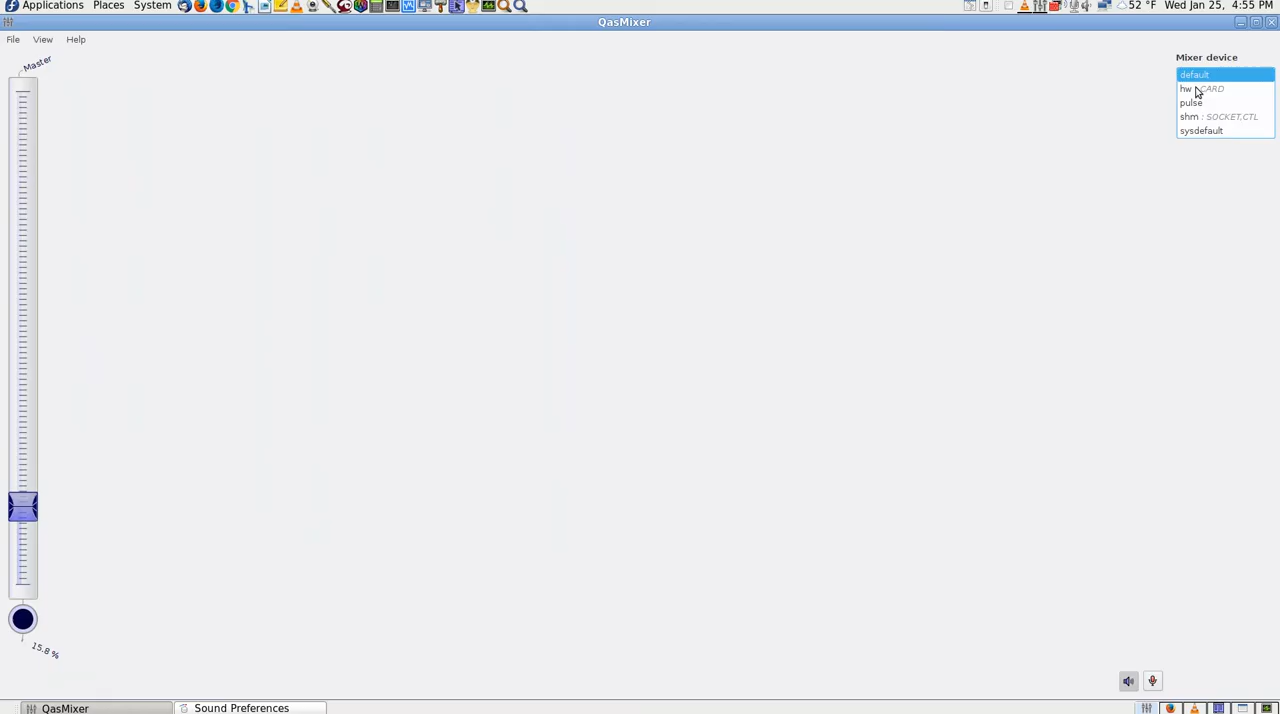 Applications Places System 52 °F Wed Jan 25, 4:55 PM
QasMixer
File View Help
Master
Mixer device
default
hw : CARD
pulse
shm : SOCKET,CTL
sysdefault
15.8 %
QasMixer Sound Preferences